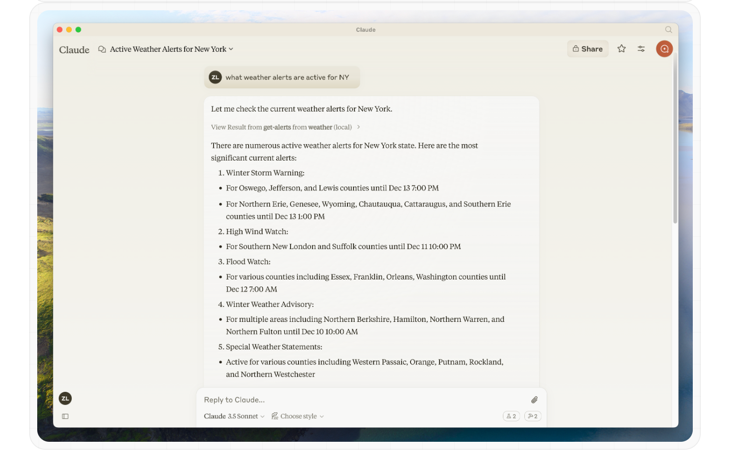 Claude
Claude
Active Weather Alerts for New York
Share
ZL
what weather alerts are active for NY
Let me check the current weather alerts for New York.
View Result from get-alerts from weather (local)
There are numerous active weather alerts for New York state. Here are the most
significant current alerts:
1. Winter Storm Warning:
• For Oswego, Jefferson, and Lewis counties until Dec 13 7:00 PM
• For Northern Erie, Genesee, Wyoming, Chautauqua, Cattaraugus, and Southern Erie
counties until Dec 13 1:00 PM
2. High Wind Watch:
• For Southern New London and Suffolk counties until Dec 11 10:00 PM
3. Flood Watch:
• For various counties including Essex, Franklin, Orleans, Washington counties until
Dec 12 7:00 AM
4. Winter Weather Advisory:
• For multiple areas including Northern Berkshire, Hamilton, Northern Warren, and
Northern Fulton until Dec 10 10:00 AM
5. Special Weather Statements:
• Active for various counties including Western Passaic, Orange, Putnam, Rockland,
and Northern Westchester
ZL
Reply to Claude...
Claude 3.5 Sonnet
Choose style
2
2